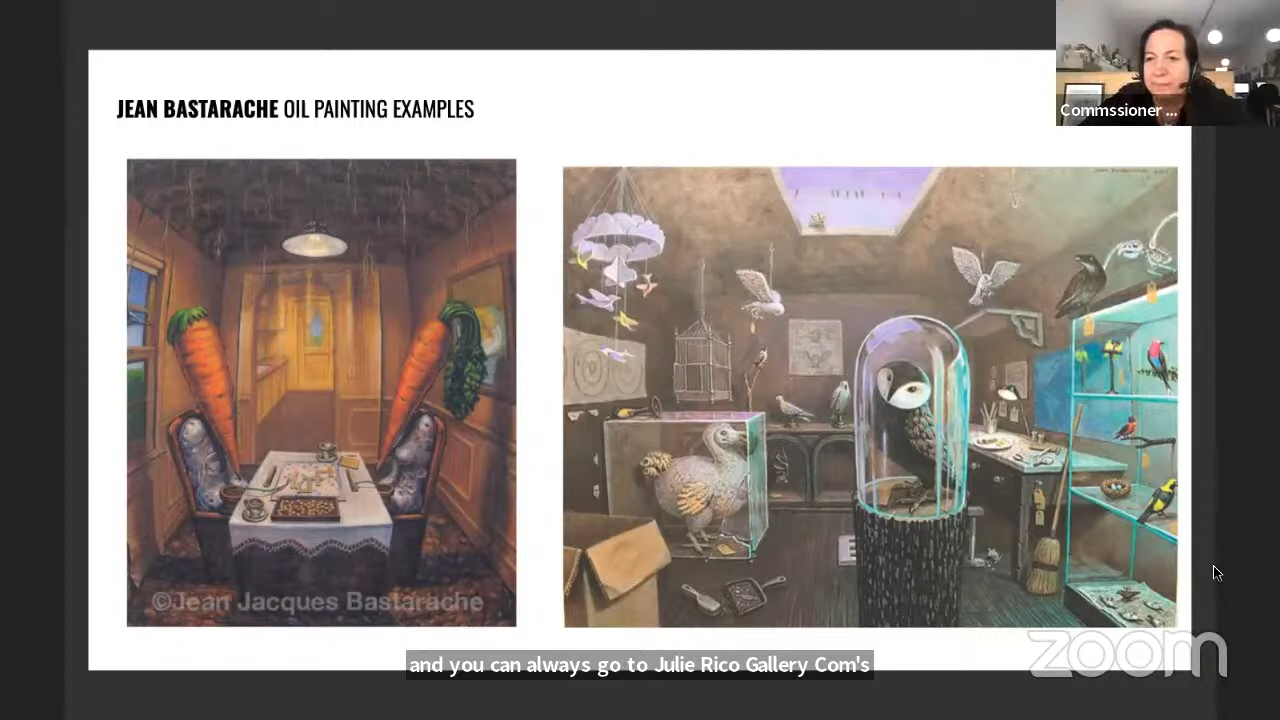 JEAN BASTARACHE OIL PAINTING EXAMPLES
Commssioner ...
©Jean Jacques Bastarache
E
and you can always go to Julie Rico Gallery Com's
zoom